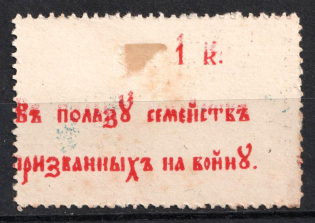 1 к.
Въ пользу семействъ
призванныхъ на войну.